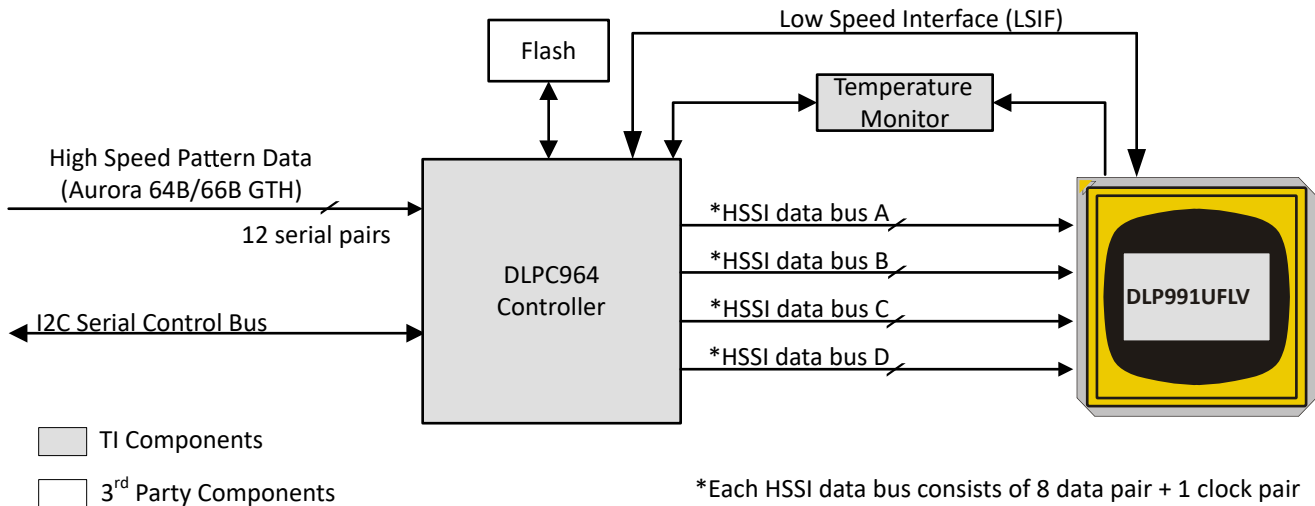 Low Speed Interface (LSIF)
Flash
Temperature
Monitor
High Speed Pattern Data
(Aurora 64B/66B GTH)
12 serial pairs
*HSSI data bus A
*HSSI data bus B
DLPC964
Controller
DLP991UFLV
I2C Serial Control Bus
*HSSI data bus C
*HSSI data bus D
TI Components
3rd Party Components
*Each HSSI data bus consists of 8 data pair + 1 clock pair